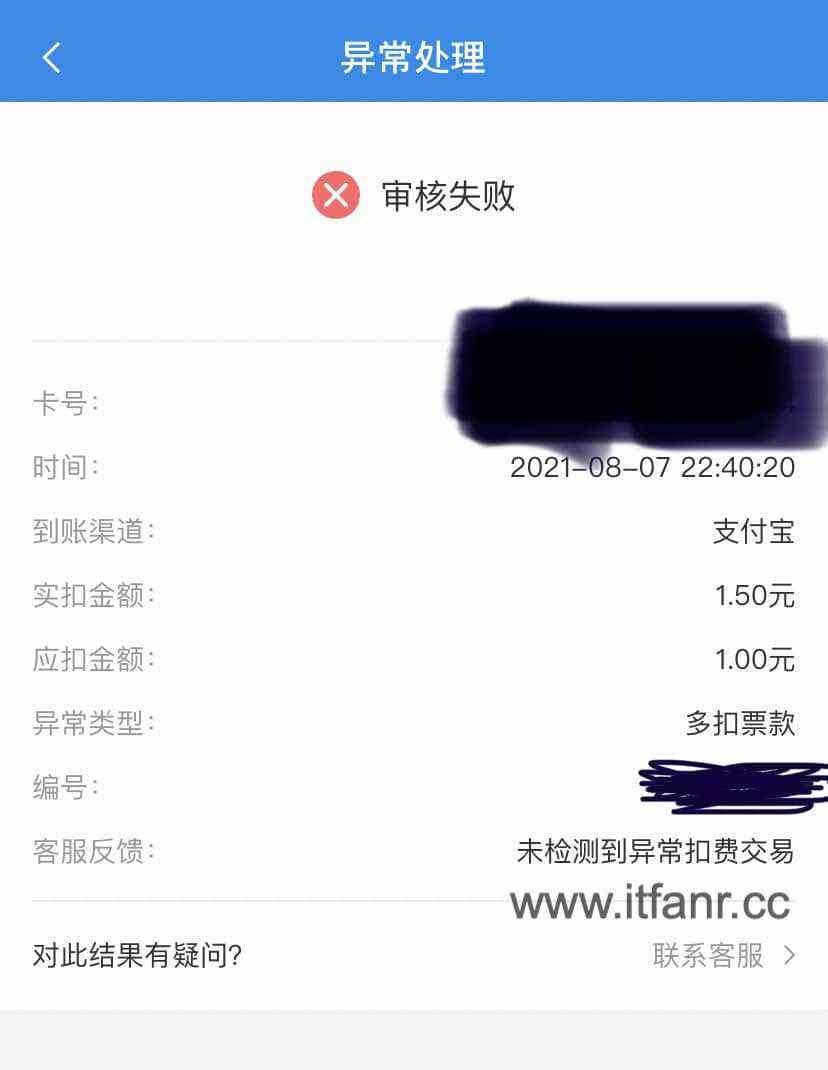 异常处理
审核失败
卡号:
时间: 2021-08-07 22:40:20
到账渠道: 支付宝
实扣金额: 1.50元
应扣金额: 1.00元
异常类型: 多扣票款
编号:
客服反馈: 未检测到异常扣费交易
www.itfanr.cc
对此结果有疑问? 联系客服